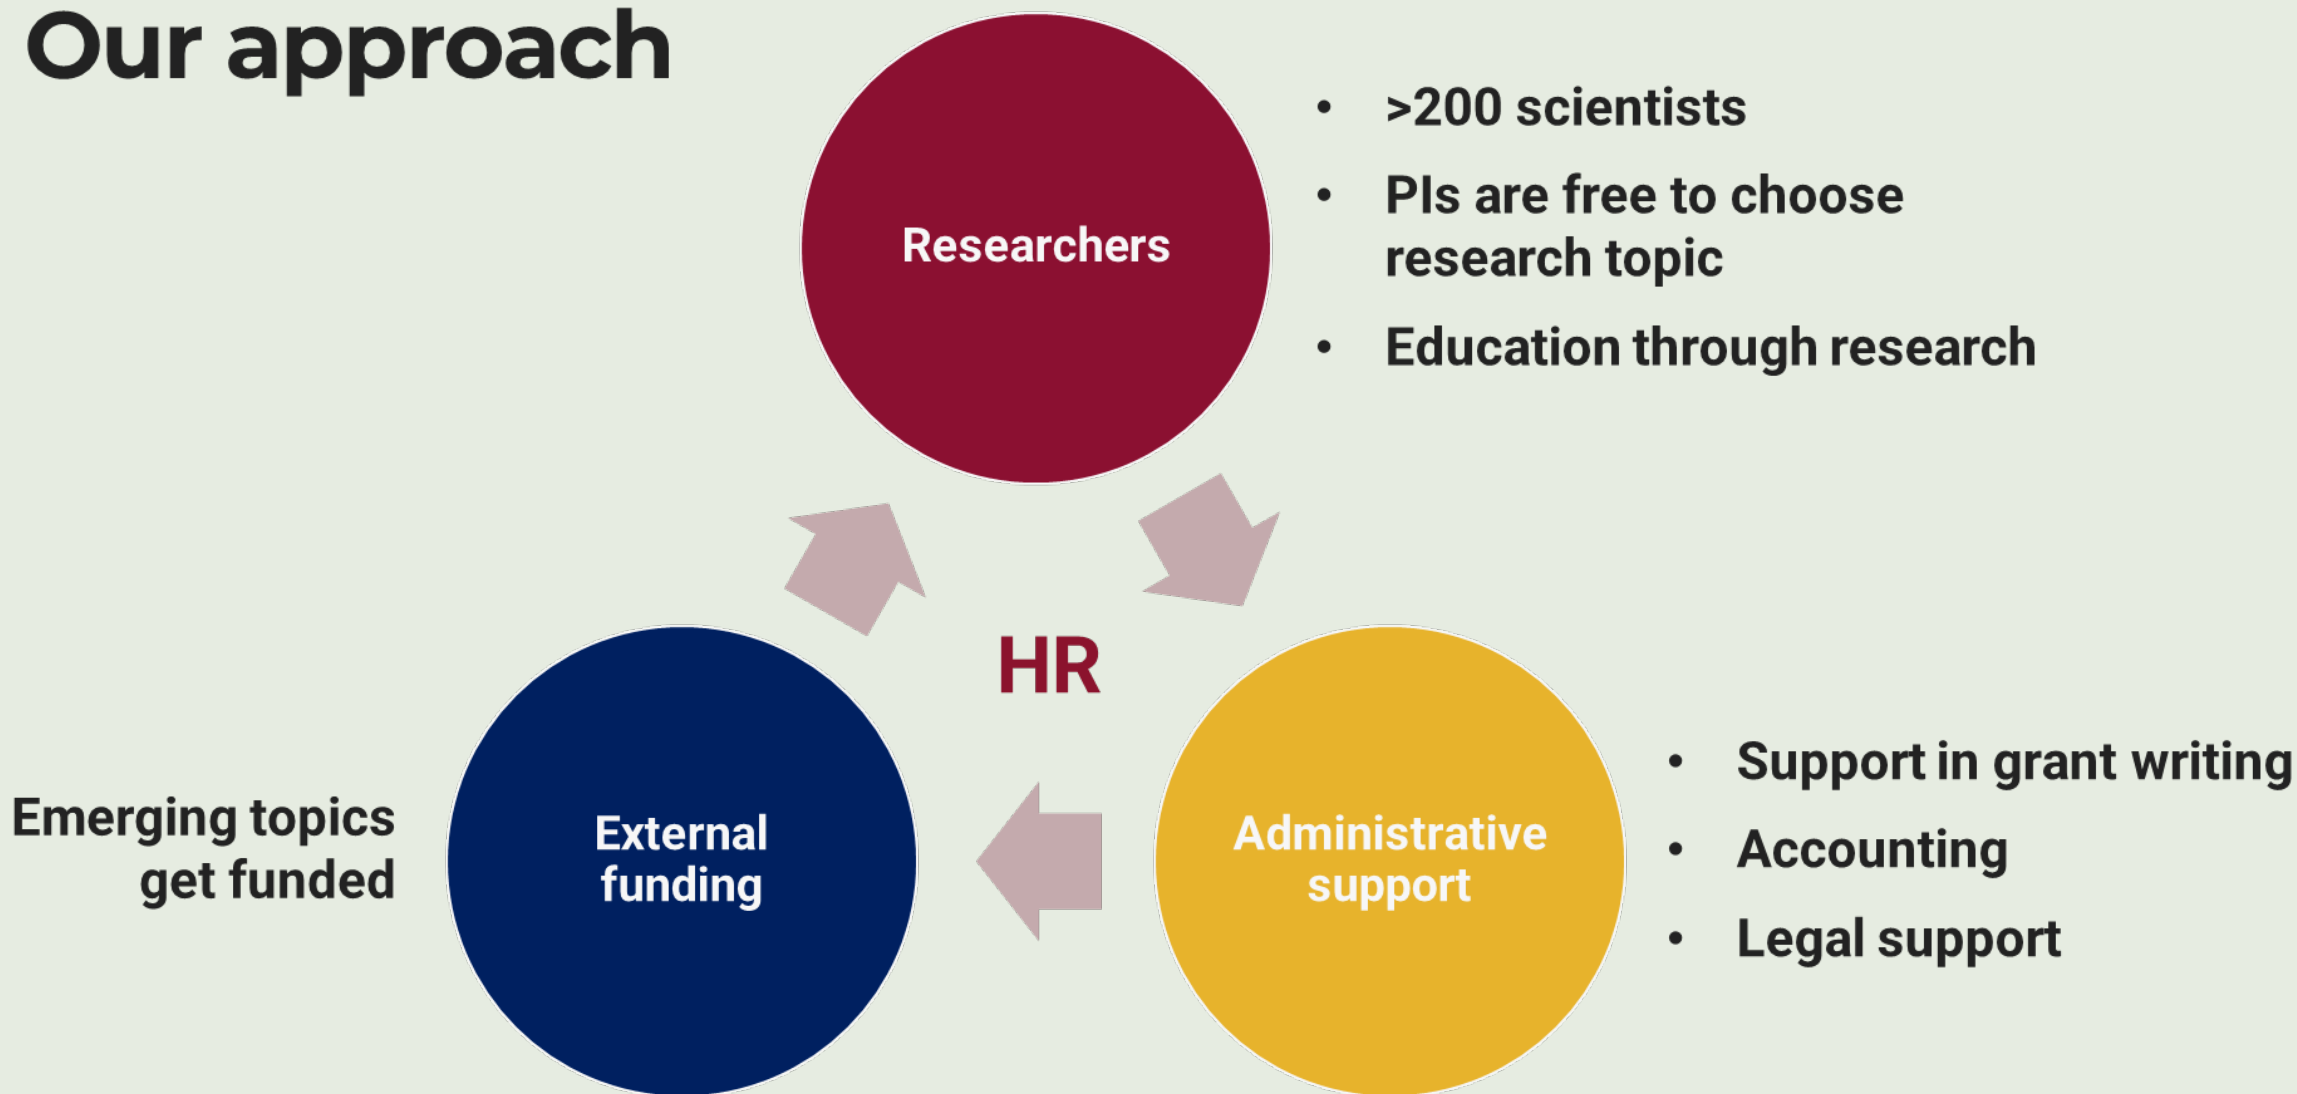 Our approach
Researchers
• >200 scientists
• PIs are free to choose
research topic
• Education through research
HR
Emerging topics
get funded
External
funding
Administrative
support
• Support in grant writing
• Accounting
• Legal support